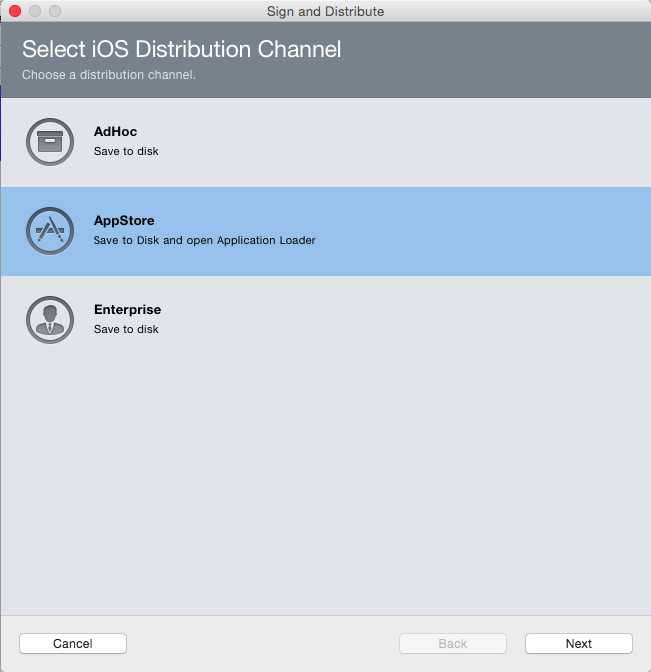 Sign and Distribute
Select iOS Distribution Channel
Choose a distribution channel.
AdHoc
Save to disk
AppStore
Save to Disk and open Application Loader
Enterprise
Save to disk
Cancel
Back
Next